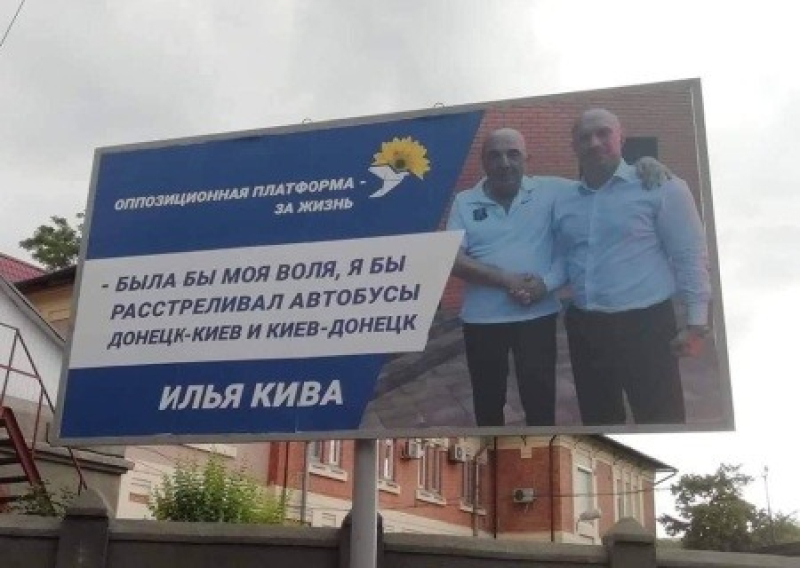 ОППОЗИЦИОННАЯ ПЛАТФОРМА -
ЗА ЖИЗНЬ
- БЫЛА БЫ МОЯ ВОЛЯ, Я БЫ
РАССТРЕЛИВАЛ АВТОБУСЫ
ДОНЕЦК-КИЕВ И КИЕВ-ДОНЕЦК
ИЛЬЯ КИВА